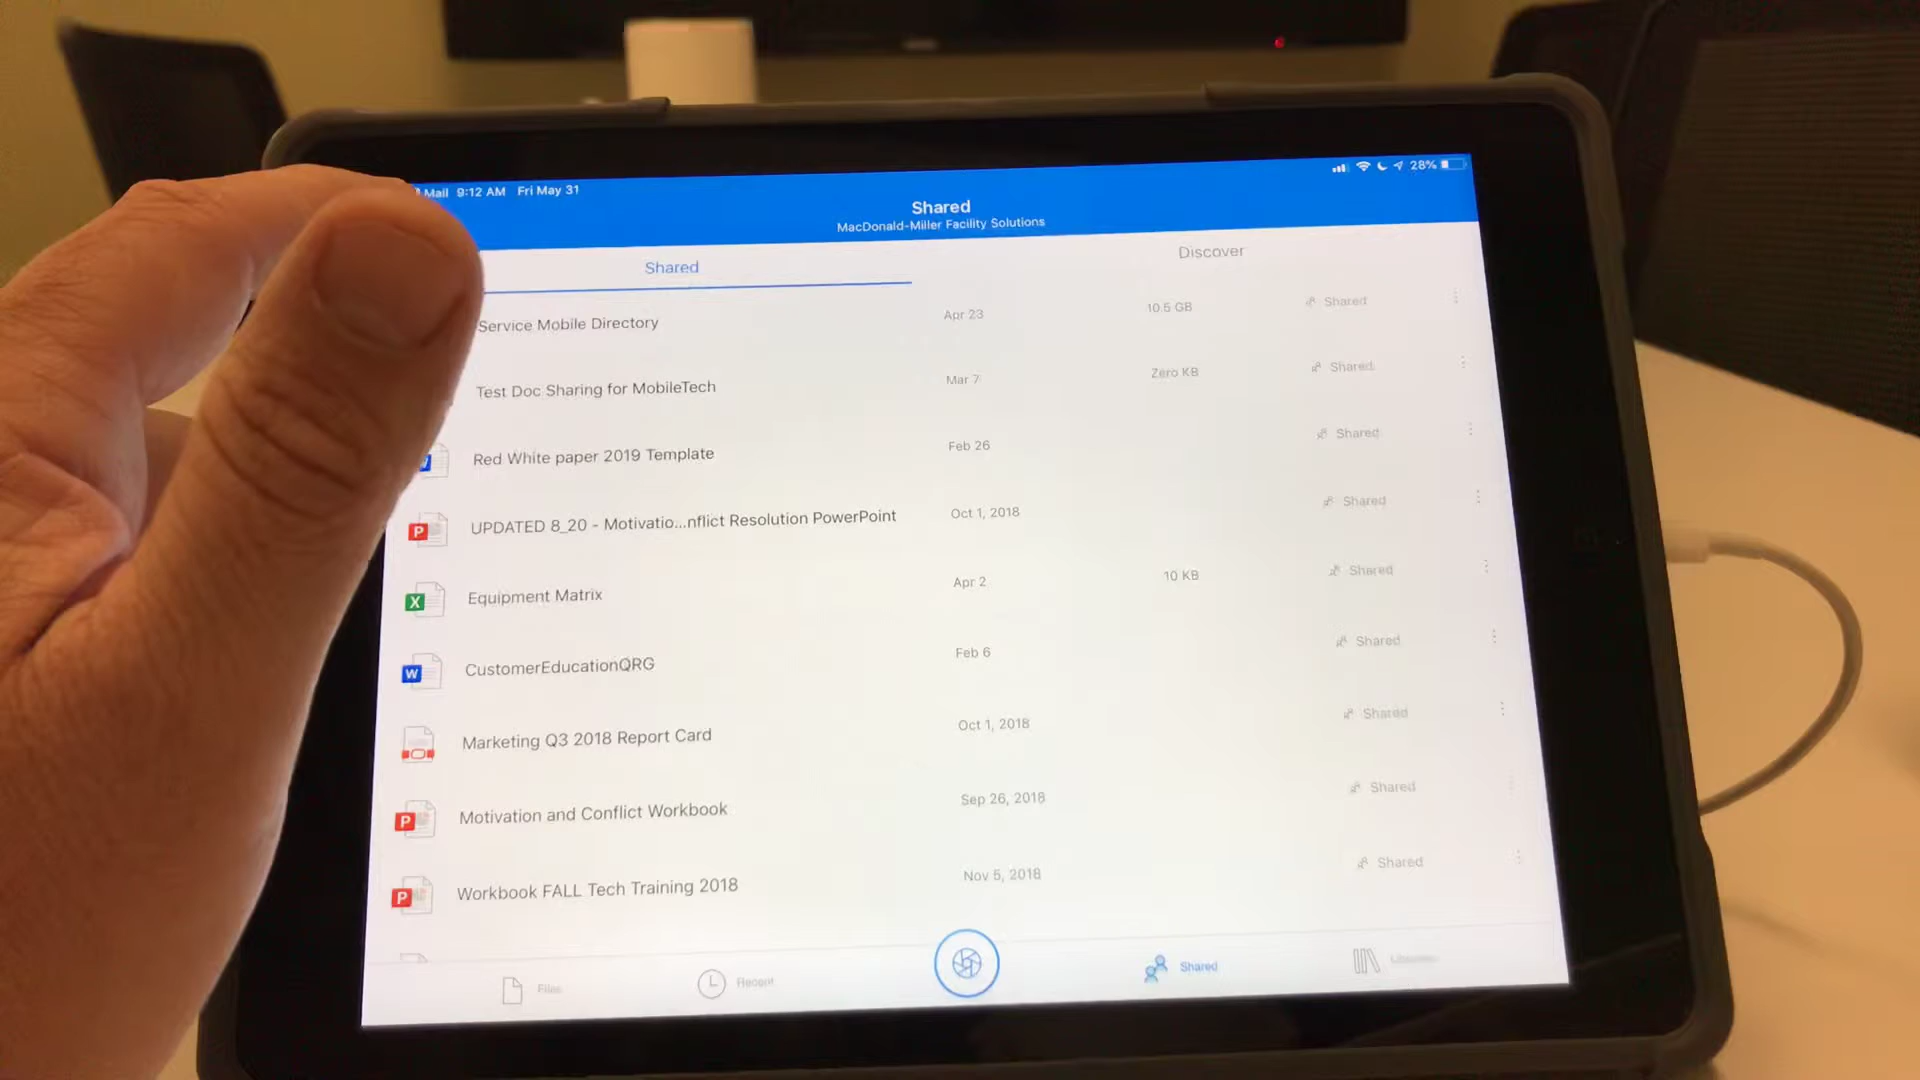 Mail 9:12 AM Fri May 31
28%
Shared
MacDonald-Miller Facility Solutions
Shared
Discover
Service Mobile Directory Apr 23 10.5 GB Shared
Test Doc Sharing for MobileTech Mar 7 Zero KB Shared
Red White paper 2019 Template Feb 26 Shared
P UPDATED 8_20 - Motivatio...nflict Resolution PowerPoint Oct 1, 2018 Shared
X Equipment Matrix Apr 2 10 KB Shared
W CustomerEducationQRG Feb 6 Shared
Marketing Q3 2018 Report Card Oct 1, 2018 Shared
P Motivation and Conflict Workbook Sep 26, 2018 Shared
P Workbook FALL Tech Training 2018 Nov 5, 2018 Shared
Files Recent Shared Libraries